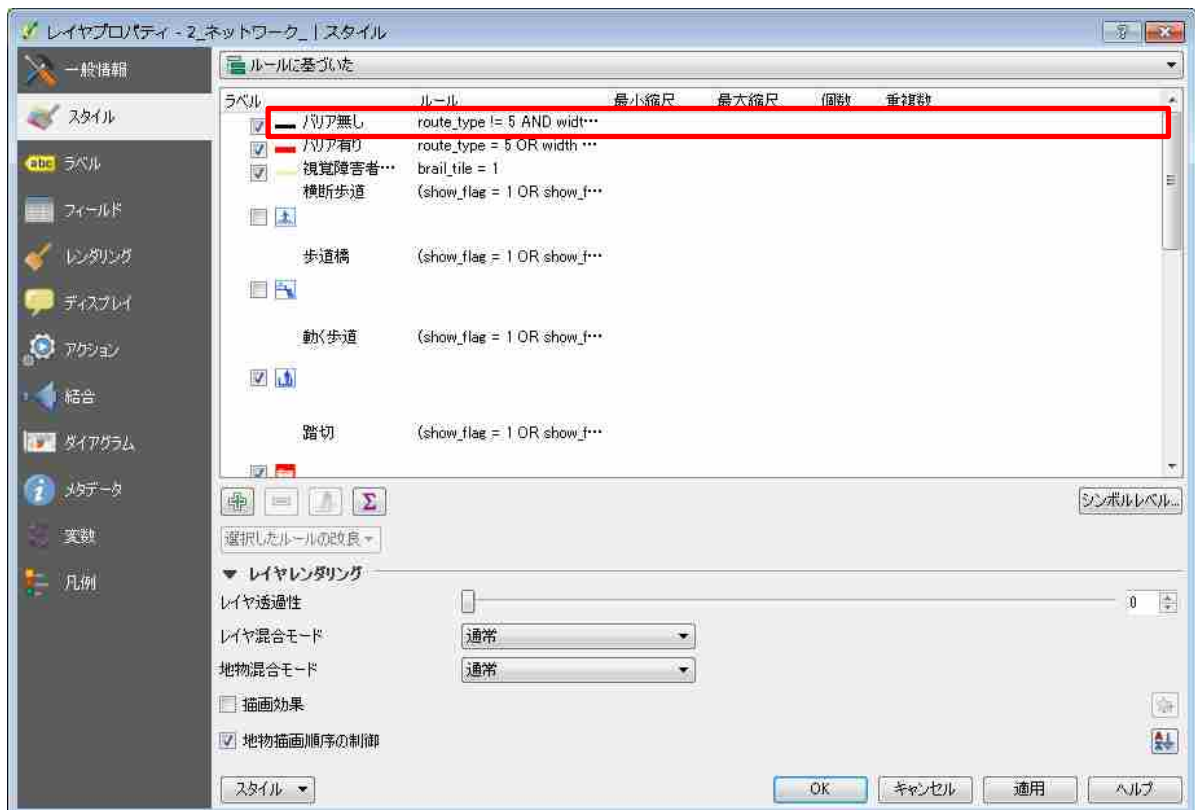 レイヤプロパティ - 2_ネットワーク_ | スタイル
一般情報
スタイル
abc ラベル
フィールド
レンダリング
ディスプレイ
アクション
結合
ダイアグラム
メタデータ
変数
凡例
ルールに基づいた
ラベル ルール 最小縮尺 最大縮尺 個数 重複数
バリア無し route_type != 5 AND widt…
バリア有り route_type = 5 OR width …
視覚障害者… brail_tile = 1
横断歩道 (show_flag = 1 OR show_f…
歩道橋 (show_flag = 1 OR show_f…
動く歩道 (show_flag = 1 OR show_f…
踏切 (show_flag = 1 OR show_f…
Σ
シンボルレベル...
選択したルールの改良
レイヤレンダリング
レイヤ透過性 0
レイヤ混合モード 通常
地物混合モード 通常
描画効果
地物描画順序の制御
スタイル OK キャンセル 適用 ヘルプ